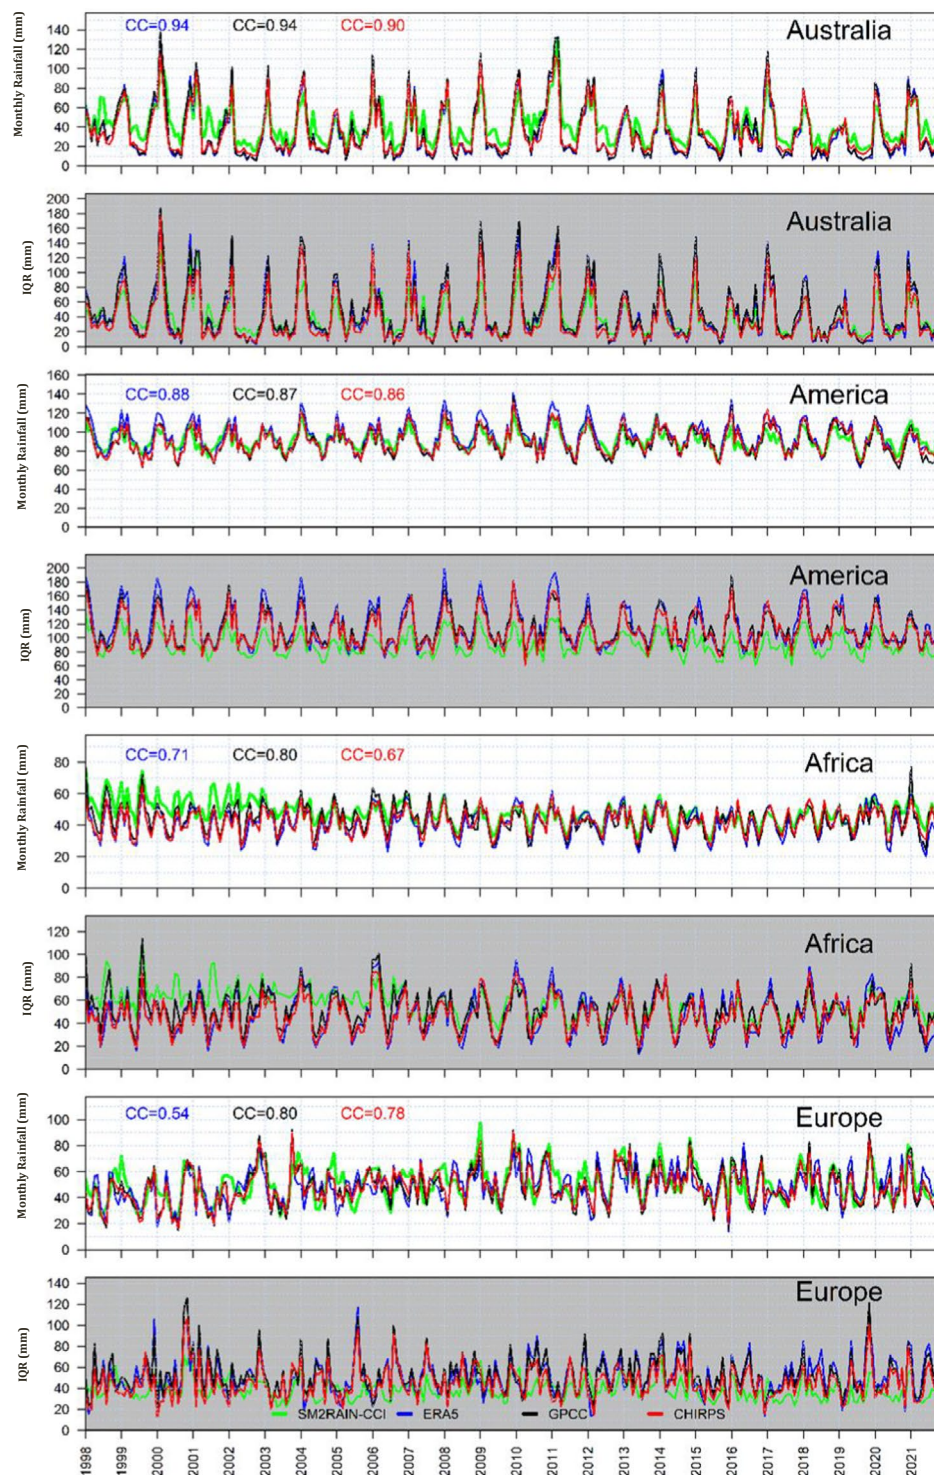 CC=0.94 CC=0.94 CC=0.90
Australia
Monthly Rainfall (mm)
140
120
100
80
60
40
20
0
Australia
IQR (mm)
200
180
160
140
120
100
80
60
40
20
0
CC=0.88 CC=0.87 CC=0.86
America
Monthly Rainfall (mm)
160
140
120
100
80
60
40
20
0
America
IQR (mm)
200
180
160
140
120
100
80
60
40
20
0
CC=0.71 CC=0.80 CC=0.67
Africa
Monthly Rainfall (mm)
80
60
40
20
0
Africa
IQR (mm)
120
100
80
60
40
20
0
CC=0.54 CC=0.80 CC=0.78
Europe
Monthly Rainfall (mm)
100
80
60
40
20
0
Europe
IQR (mm)
140
120
100
80
60
40
20
0
SM2RAIN-CCI ERA5 GPCC CHIRPS
1998 1999 2000 2001 2002 2003 2004 2005 2006 2007 2008 2009 2010 2011 2012 2013 2014 2015 2016 2017 2018 2019 2020 2021